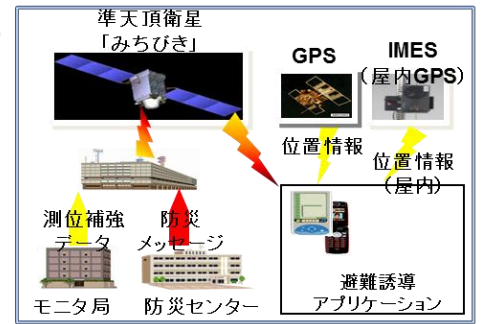 準天頂衛星
「みちびき」
GPS
IMES
(屋内GPS)
位置情報
位置情報
(屋内)
測位補強
データ
防災
メッセージ
モニタ局
防災センター
避難誘導
アプリケーション